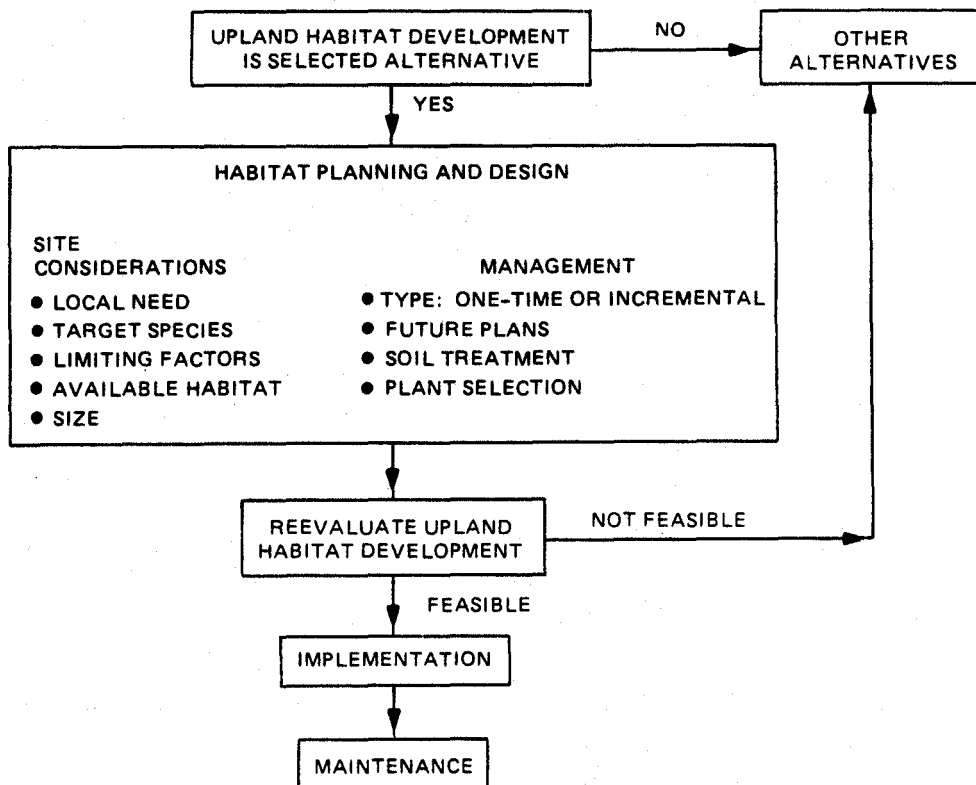 UPLAND HABITAT DEVELOPMENT
IS SELECTED ALTERNATIVE
NO
OTHER
ALTERNATIVES
YES
HABITAT PLANNING AND DESIGN
SITE
CONSIDERATIONS
● LOCAL NEED
● TARGET SPECIES
● LIMITING FACTORS
● AVAILABLE HABITAT
● SIZE
MANAGEMENT
● TYPE: ONE-TIME OR INCREMENTAL
● FUTURE PLANS
● SOIL TREATMENT
● PLANT SELECTION
REEVALUATE UPLAND
HABITAT DEVELOPMENT
NOT FEASIBLE
FEASIBLE
IMPLEMENTATION
MAINTENANCE